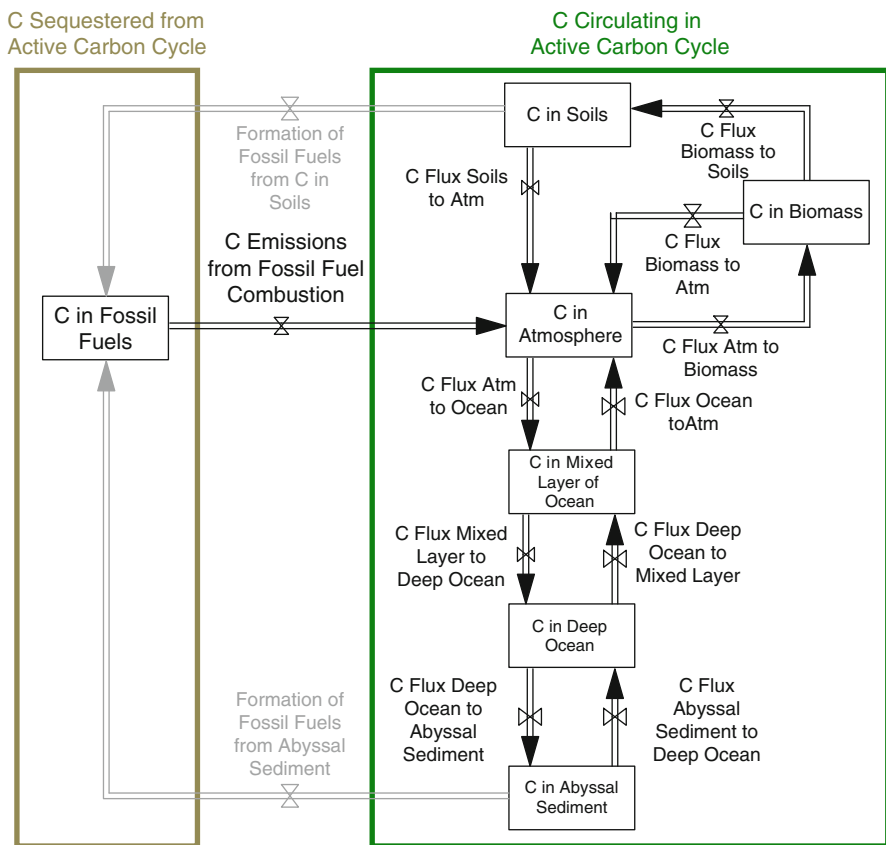 C Sequestered from
Active Carbon Cycle
C Circulating in
Active Carbon Cycle
Formation of
Fossil Fuels
from C in
Soils
C in Soils
C Flux
Biomass to
Soils
C Flux Soils
to Atm
C in Biomass
C Flux
Biomass to
Atm
C Emissions
from Fossil Fuel
Combustion
C in Fossil
Fuels
C in
Atmosphere
C Flux Atm to
Biomass
C Flux Atm
to Ocean
C Flux Ocean
toAtm
C in Mixed
Layer of
Ocean
C Flux Mixed
Layer to
Deep Ocean
C Flux Deep
Ocean to
Mixed Layer
C in Deep
Ocean
Formation of
Fossil Fuels
from Abyssal
Sediment
C Flux Deep
Ocean to
Abyssal
Sediment
C Flux
Abyssal
Sediment to
Deep Ocean
C in Abyssal
Sediment